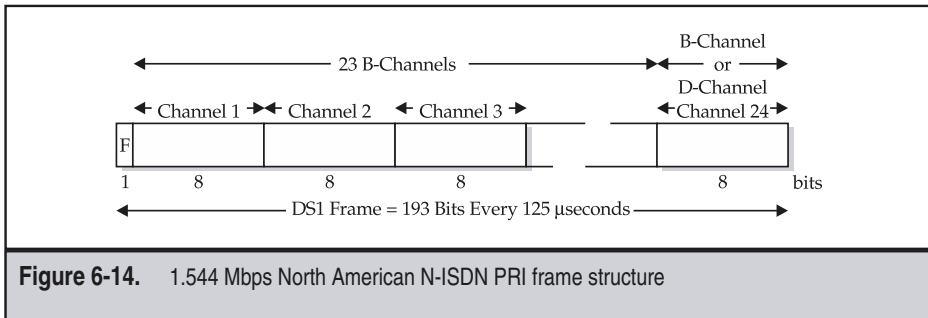 B-Channel
23 B-Channels or
D-Channel
Channel 1 Channel 2 Channel 3 Channel 24
F
1 8 8 8 8 bits
DS1 Frame = 193 Bits Every 125 μseconds
Figure 6-14. 1.544 Mbps North American N-ISDN PRI frame structure